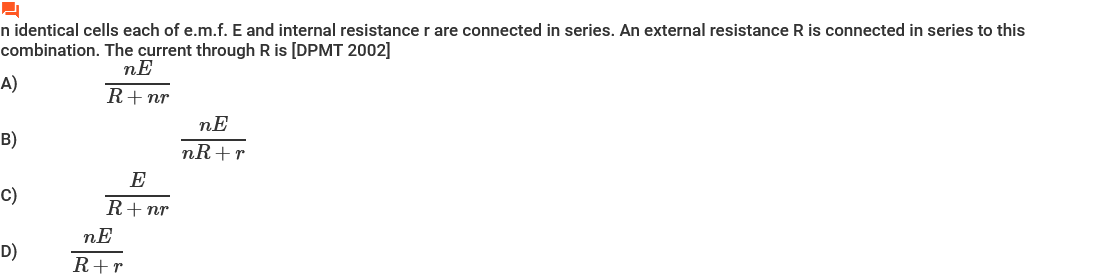 n identical cells each of e.m.f. E and internal resistance r are connected in series. An external resistance R is connected in series to this
combination. The current through R is [DPMT 2002]
A) \frac{nE}{R+nr}
B) \frac{nE}{nR+r}
C) \frac{E}{R+nr}
D) \frac{nE}{R+r}